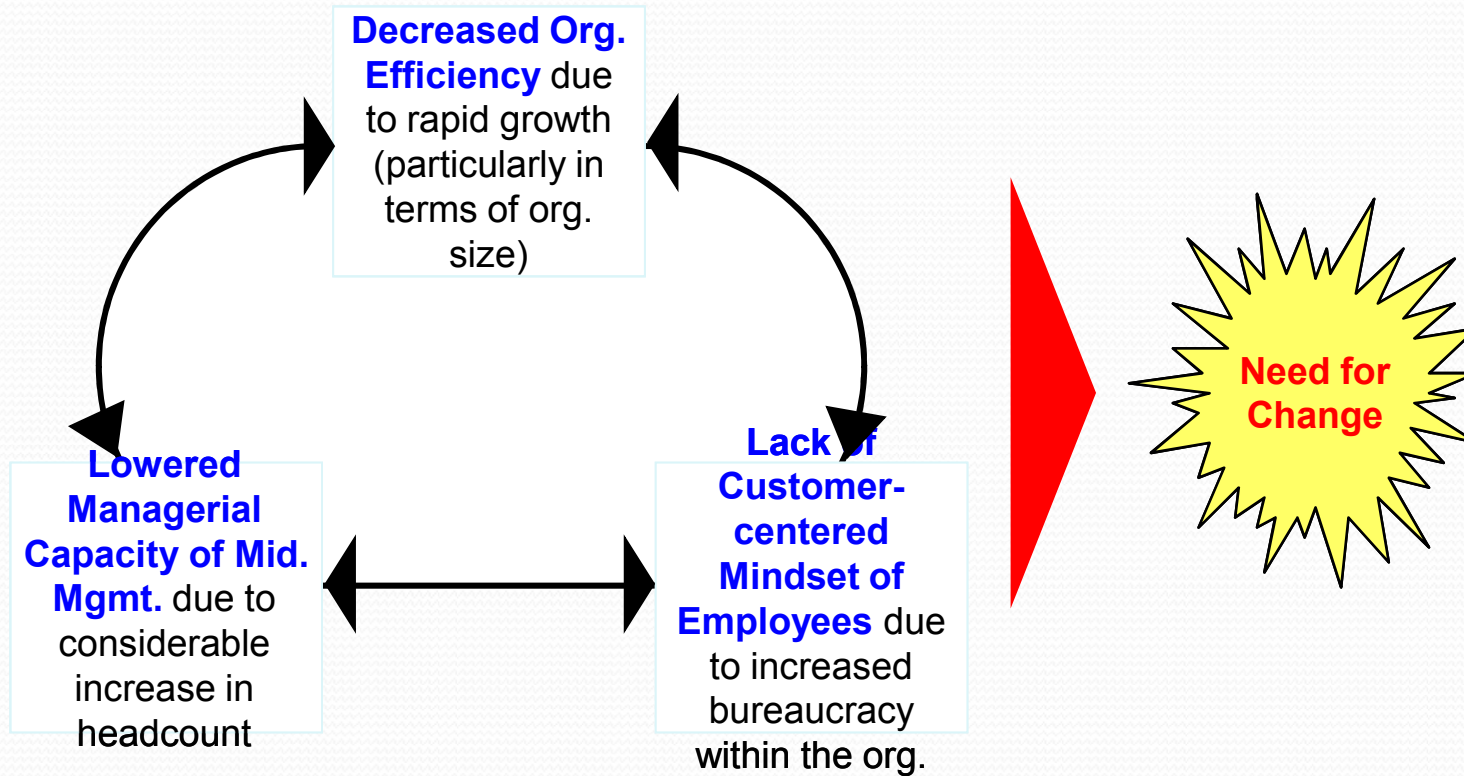 Decreased Org.
Efficiency due
to rapid growth
(particularly in
terms of org.
size)
Lowered
Managerial
Capacity of Mid.
Mgmt. due to
considerable
increase in
headcount
Lack of
Customer-
centered
Mindset of
Employees due
to increased
bureaucracy
within the org.
Need for
Change